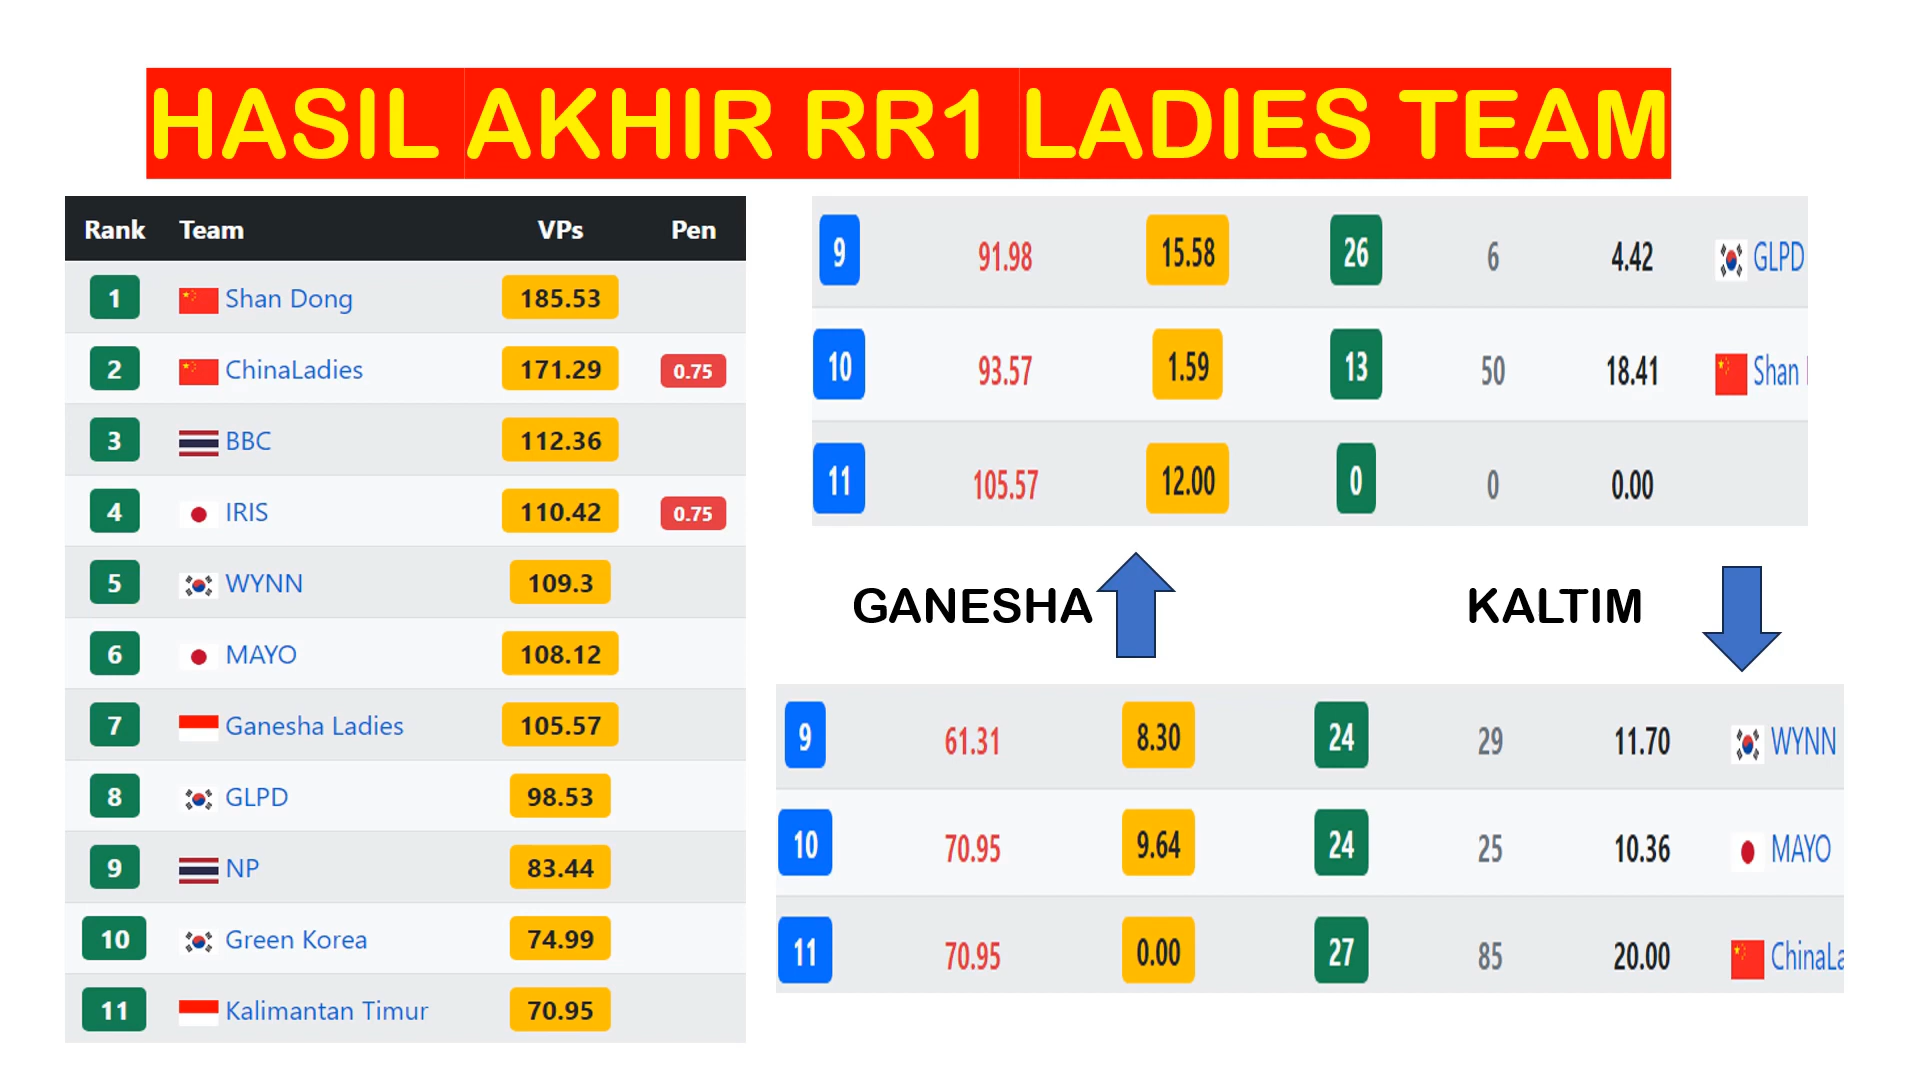 HASIL AKHIR RR1 LADIES TEAM
Rank Team VPs Pen
1 Shan Dong 185.53
2 ChinaLadies 171.29 0.75
3 BBC 112.36
4 IRIS 110.42 0.75
5 WYNN 109.3
6 MAYO 108.12
7 Ganesha Ladies 105.57
8 GLPD 98.53
9 NP 83.44
10 Green Korea 74.99
11 Kalimantan Timur 70.95
9 91.98 15.58 26 6 4.42 GLPD
10 93.57 1.59 13 50 18.41 Shan
11 105.57 12.00 0 0 0.00
GANESHA KALTIM
9 61.31 8.30 24 29 11.70 WYNN
10 70.95 9.64 24 25 10.36 MAYO
11 70.95 0.00 27 85 20.00 ChinaLa